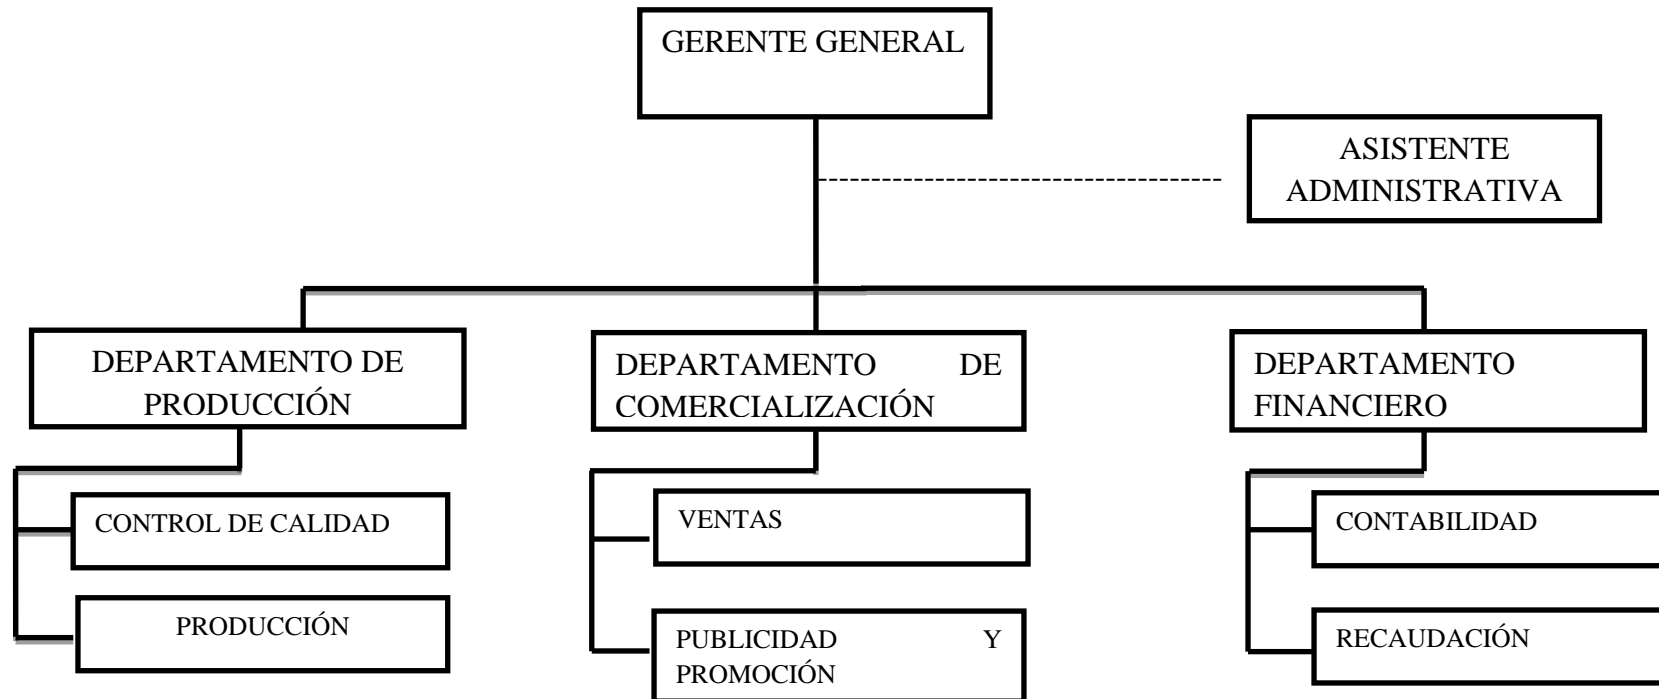 GERENTE GENERAL
ASISTENTE
ADMINISTRATIVA
DEPARTAMENTO DE
PRODUCCIÓN
DEPARTAMENTO DE
COMERCIALIZACIÓN
DEPARTAMENTO
FINANCIERO
CONTROL DE CALIDAD
PRODUCCIÓN
VENTAS
PUBLICIDAD Y
PROMOCIÓN
CONTABILIDAD
RECAUDACIÓN